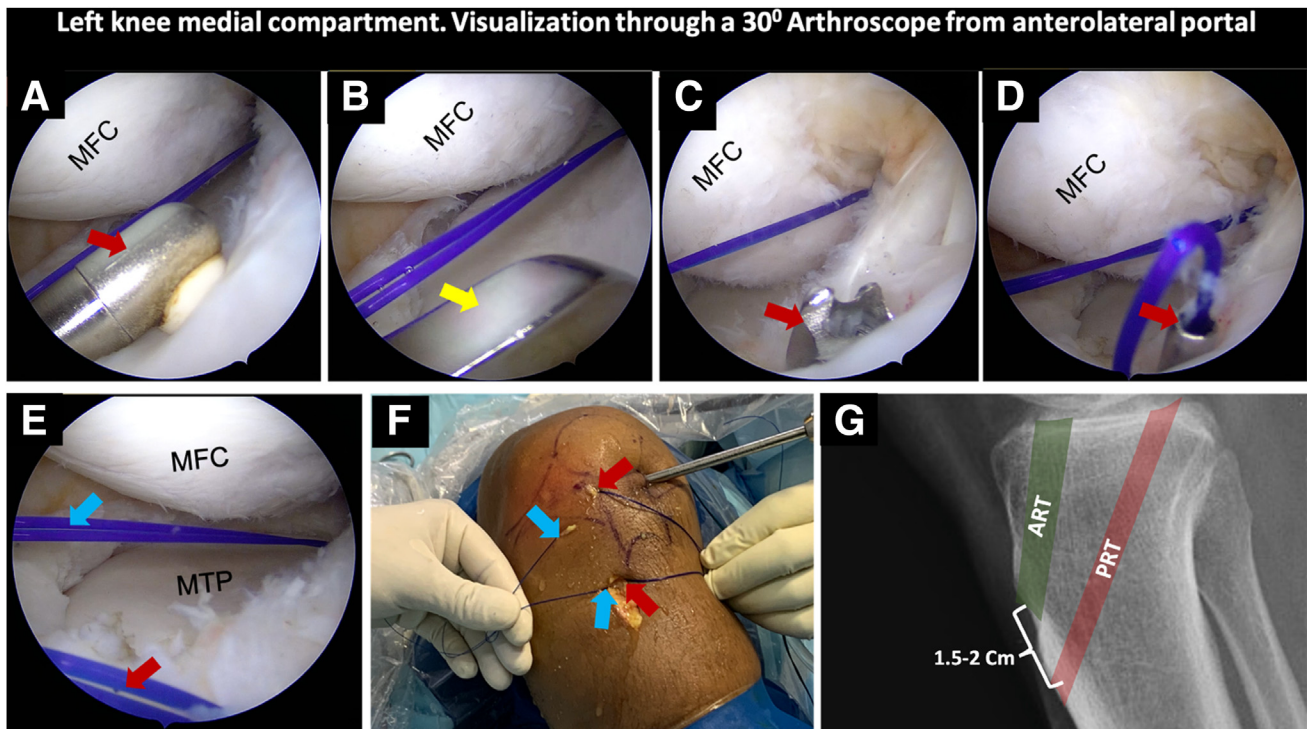 Left knee medial compartment. Visualization through a 30⁰ Arthroscope from anterolateral portal
A
MFC
B
MFC
C
MFC
D
MFC
E
MFC
MTP
F
G
ART
PRT
1.5-2 Cm